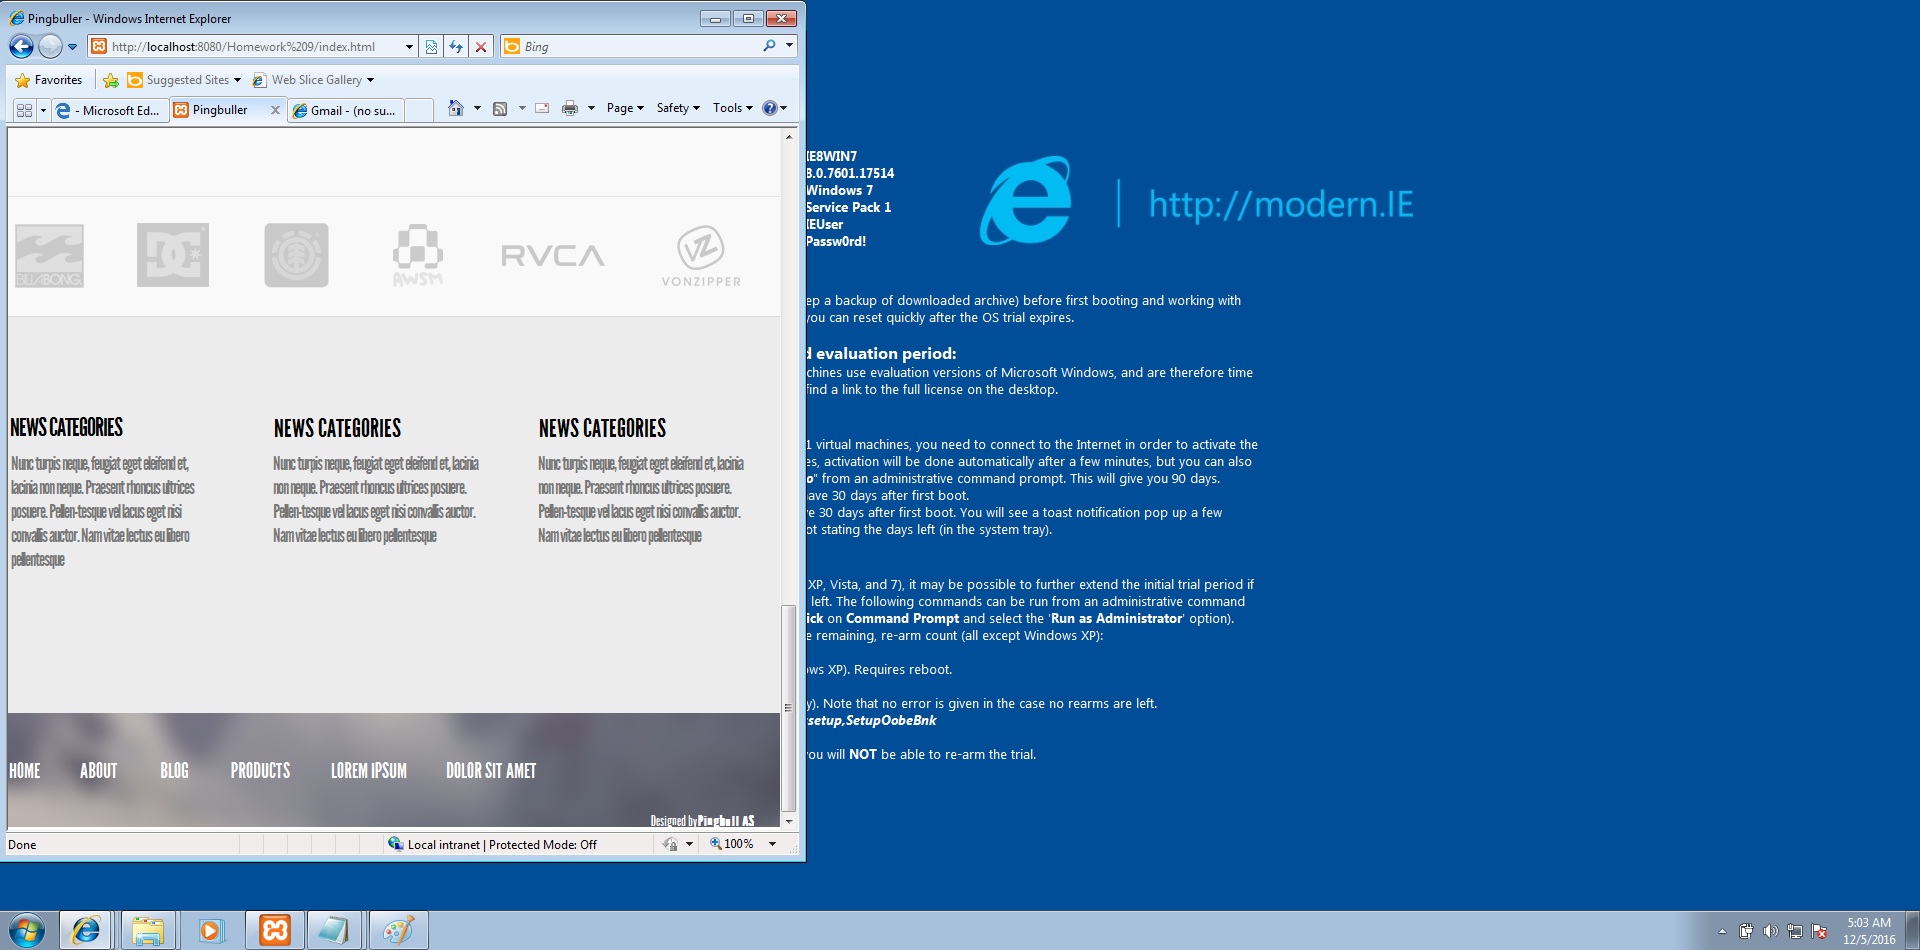 Pingbuller - Windows Internet Explorer
http://localhost:8080/Homework%209/index.html
Bing
Favorites
Suggested Sites
Web Slice Gallery
- Microsoft Ed...
Pingbuller
Gmail - (no su...
Page
Safety
Tools
BILLABONG
DC
AWSM
RVCA
VZ
VONZIPPER
NEWS CATEGORIES
Nunc turpis neque, feugiat eget eleifend et,
lacinia non neque. Praesent rhoncus ultrices
posuere. Pellen-tesque vel lacus eget nisi
convallis auctor. Nam vitae lectus eu libero
pellentesque
NEWS CATEGORIES
Nunc turpis neque, feugiat eget eleifend et, lacinia
non neque. Praesent rhoncus ultrices posuere.
Pellen-tesque vel lacus eget nisi convallis auctor.
Nam vitae lectus eu libero pellentesque
NEWS CATEGORIES
Nunc turpis neque, feugiat eget eleifend et, lacinia
non neque. Praesent rhoncus ultrices posuere.
Pellen-tesque vel lacus eget nisi convallis auctor.
Nam vitae lectus eu libero pellentesque
HOME ABOUT BLOG PRODUCTS LOREM IPSUM DOLOR SIT AMET
Designed by Pingbull AS
Done
Local intranet | Protected Mode: Off
100%
IE8WIN7
8.0.7601.17514
Windows 7
Service Pack 1
IEUser
Passw0rd!
http://modern.IE
ep a backup of downloaded archive) before first booting and working with
you can reset quickly after the OS trial expires.
d evaluation period:
chines use evaluation versions of Microsoft Windows, and are therefore time
find a link to the full license on the desktop.
1 virtual machines, you need to connect to the Internet in order to activate the
es, activation will be done automatically after a few minutes, but you can also
o" from an administrative command prompt. This will give you 90 days.
ave 30 days after first boot.
e 30 days after first boot. You will see a toast notification pop up a few
ot stating the days left (in the system tray).
XP, Vista, and 7), it may be possible to further extend the initial trial period if
left. The following commands can be run from an administrative command
ick on Command Prompt and select the 'Run as Administrator' option).
e remaining, re-arm count (all except Windows XP):
ows XP). Requires reboot.
y). Note that no error is given in the case no rearms are left.
setup,SetupOobeBnk
you will NOT be able to re-arm the trial.
5:03 AM
12/5/2016